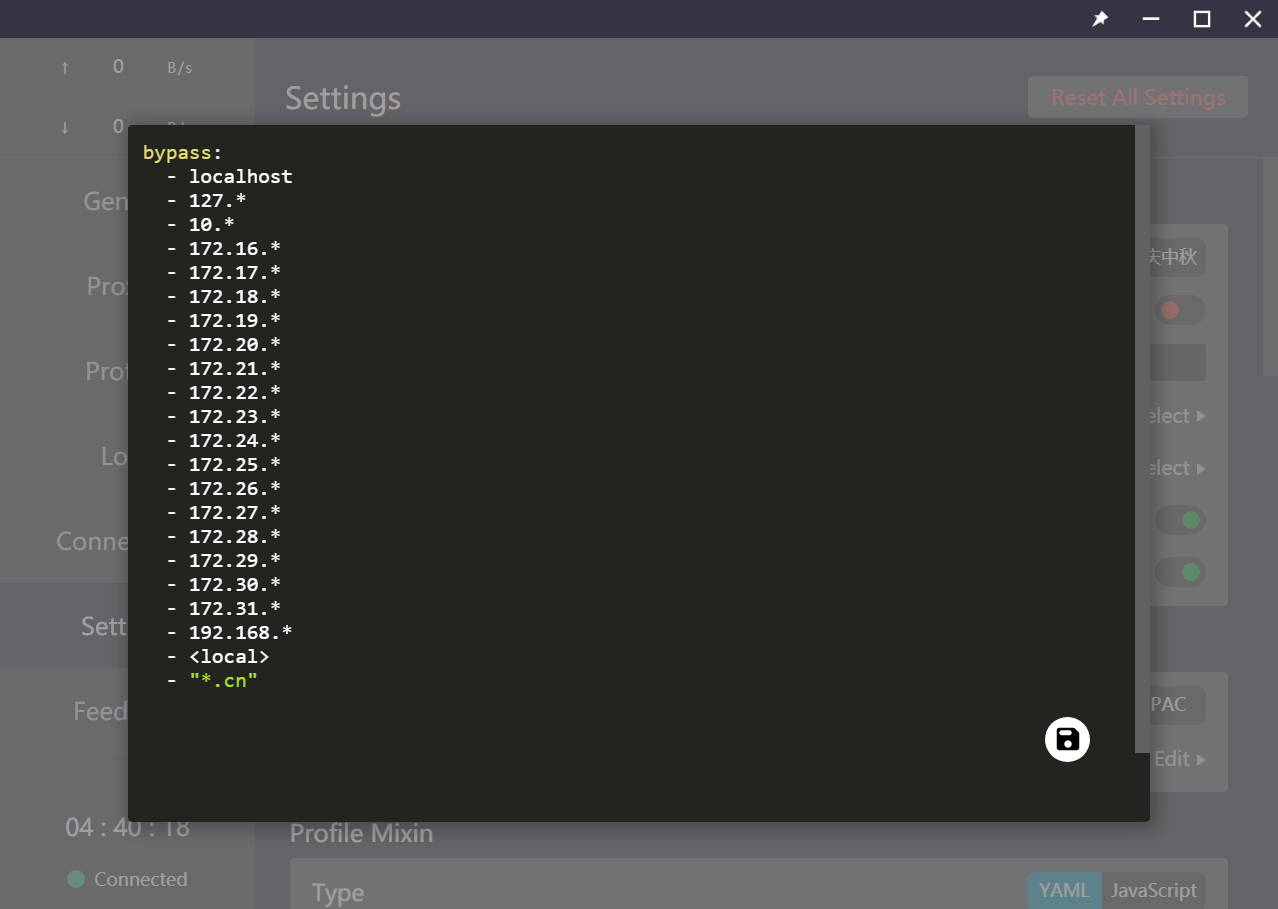 ↑ 0 B/s
Settings
Reset All Settings
↓ 0
bypass:
- localhost
- 127.*
- 10.*
- 172.16.*
- 172.17.*
- 172.18.*
- 172.19.*
- 172.20.*
- 172.21.*
- 172.22.*
- 172.23.*
- 172.24.*
- 172.25.*
- 172.26.*
- 172.27.*
- 172.28.*
- 172.29.*
- 172.30.*
- 172.31.*
- 192.168.*
- <local>
- "*.cn"
Gen
Pro
Prof
Lo
Conne
Sett
Feed
中秋
elect
elect
PAC
Edit
04 : 40 : 18
Connected
Profile Mixin
Type
YAML
JavaScript